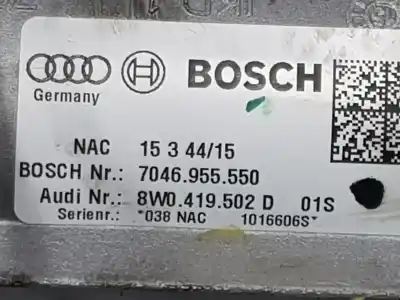 BOSCH
Germany
NAC 15 3 44/15
BOSCH Nr.: 7046.955.550
Audi Nr.: 8W0.419.502 D 01S
Serienr.: *038 NAC 1016606S*